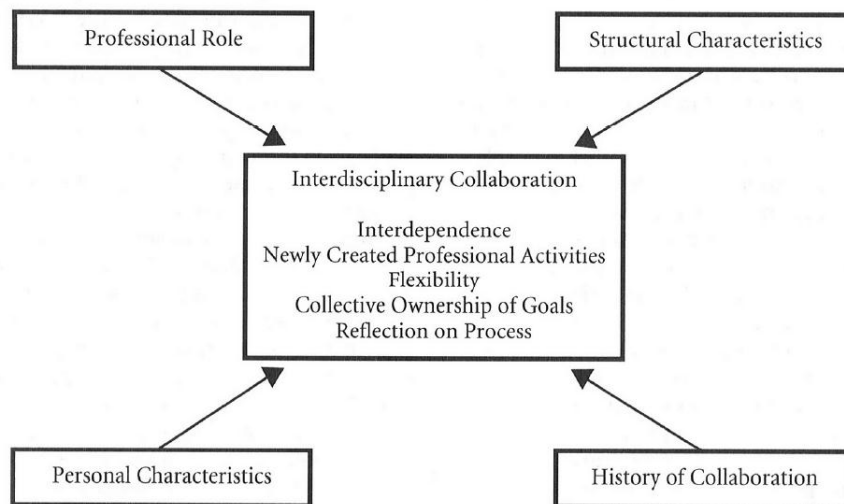 Professional Role
Structural Characteristics
Interdisciplinary Collaboration
Interdependence
Newly Created Professional Activities
Flexibility
Collective Ownership of Goals
Reflection on Process
Personal Characteristics
History of Collaboration